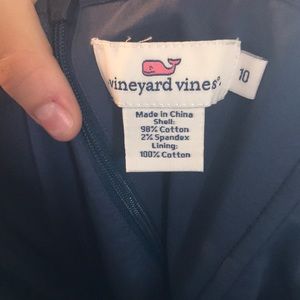 vineyard vines®
10
Made in China
Shell:
98% Cotton
2% Spandex
Lining:
100% Cotton